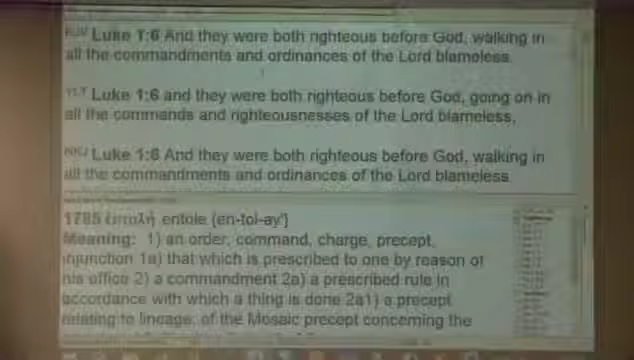 KJV Luke 1:6 And they were both righteous before God, walking in
all the commandments and ordinances of the Lord blameless.
YLT Luke 1:6 and they were both righteous before God, going on in
all the commands and righteousnesses of the Lord blameless,
NKJ Luke 1:6 And they were both righteous before God, walking in
all the commandments and ordinances of the Lord blameless.
1785 ἐντολή entole {en-tol-ay'}
Meaning: 1) an order, command, charge, precept,
injunction 1a) that which is prescribed to one by reason of
his office 2) a commandment 2a) a prescribed rule in
accordance with which a thing is done 2a1) a precept
relating to lineage, of the Mosaic precept concerning the